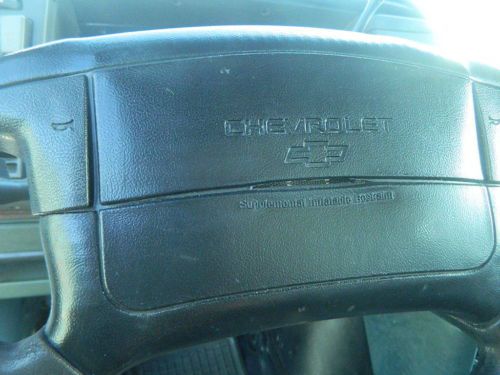 CHEVROLET
Supplemental Inflatable Restraint